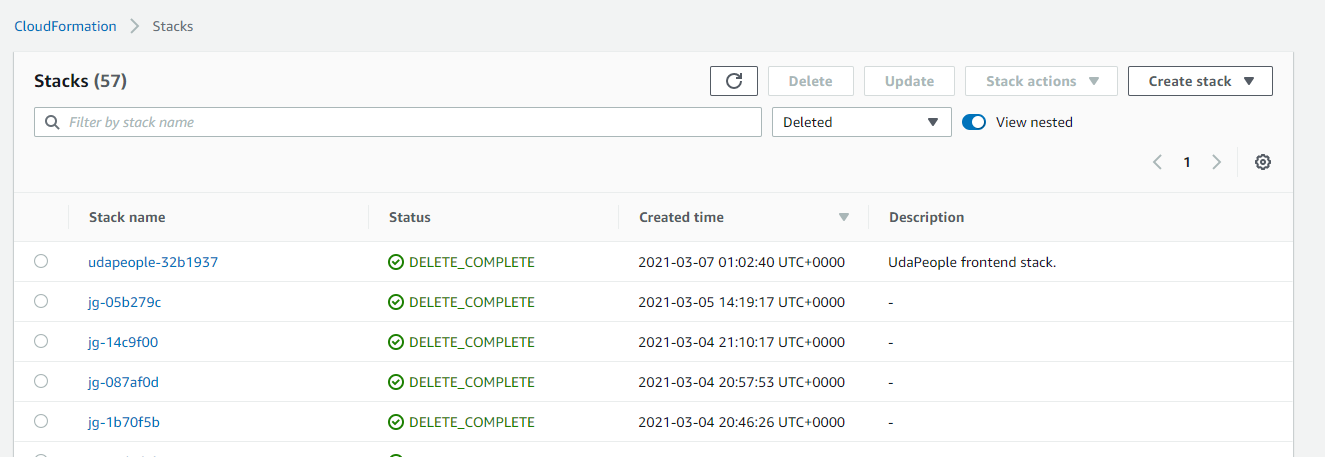 CloudFormation > Stacks
Stacks (57) Delete Update Stack actions Create stack
Filter by stack name Deleted View nested
1
Stack name Status Created time Description
udapeople-32b1937 DELETE_COMPLETE 2021-03-07 01:02:40 UTC+0000 UdaPeople frontend stack.
jg-05b279c DELETE_COMPLETE 2021-03-05 14:19:17 UTC+0000 -
jg-14c9f00 DELETE_COMPLETE 2021-03-04 21:10:17 UTC+0000 -
jg-087af0d DELETE_COMPLETE 2021-03-04 20:57:53 UTC+0000 -
jg-1b70f5b DELETE_COMPLETE 2021-03-04 20:46:26 UTC+0000 -